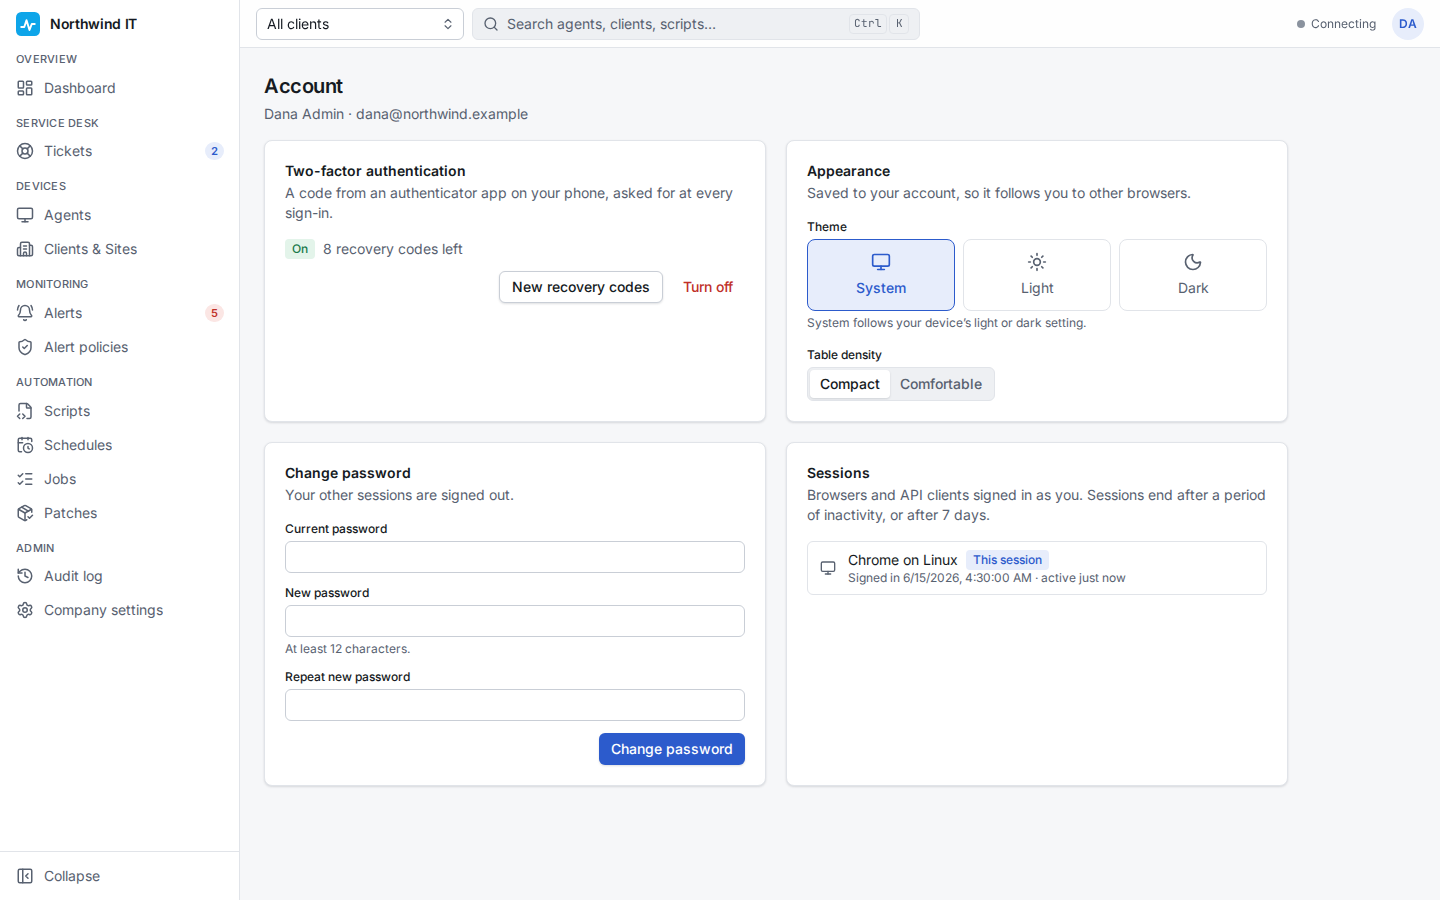 Northwind IT
OVERVIEW
Dashboard
SERVICE DESK
Tickets 2
DEVICES
Agents
Clients & Sites
MONITORING
Alerts 5
Alert policies
AUTOMATION
Scripts
Schedules
Jobs
Patches
ADMIN
Audit log
Company settings
Collapse
All clients
Search agents, clients, scripts... Ctrl K
Connecting
DA
Account
Dana Admin · dana@northwind.example
Two-factor authentication
A code from an authenticator app on your phone, asked for at every
sign-in.
On 8 recovery codes left
New recovery codes Turn off
Appearance
Saved to your account, so it follows you to other browsers.
Theme
System Light Dark
System follows your device's light or dark setting.
Table density
Compact Comfortable
Change password
Your other sessions are signed out.
Current password
New password
At least 12 characters.
Repeat new password
Change password
Sessions
Browsers and API clients signed in as you. Sessions end after a period
of inactivity, or after 7 days.
Chrome on Linux This session
Signed in 6/15/2026, 4:30:00 AM · active just now